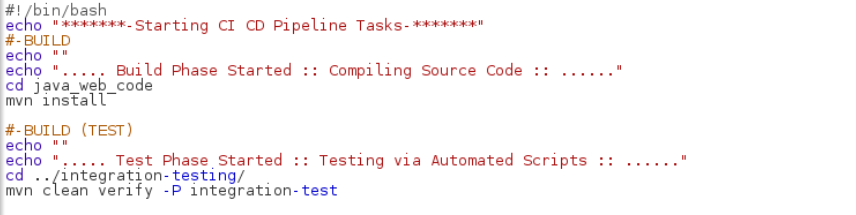 #!/bin/bash
echo "*******-Starting CI CD Pipeline Tasks-*******"
#-BUILD
echo ""
echo "..... Build Phase Started :: Compiling Source Code :: ......"
cd java_web_code
mvn install
#-BUILD (TEST)
echo ""
echo "..... Test Phase Started :: Testing via Automated Scripts :: ......"
cd ../integration-testing/
mvn clean verify -P integration-test